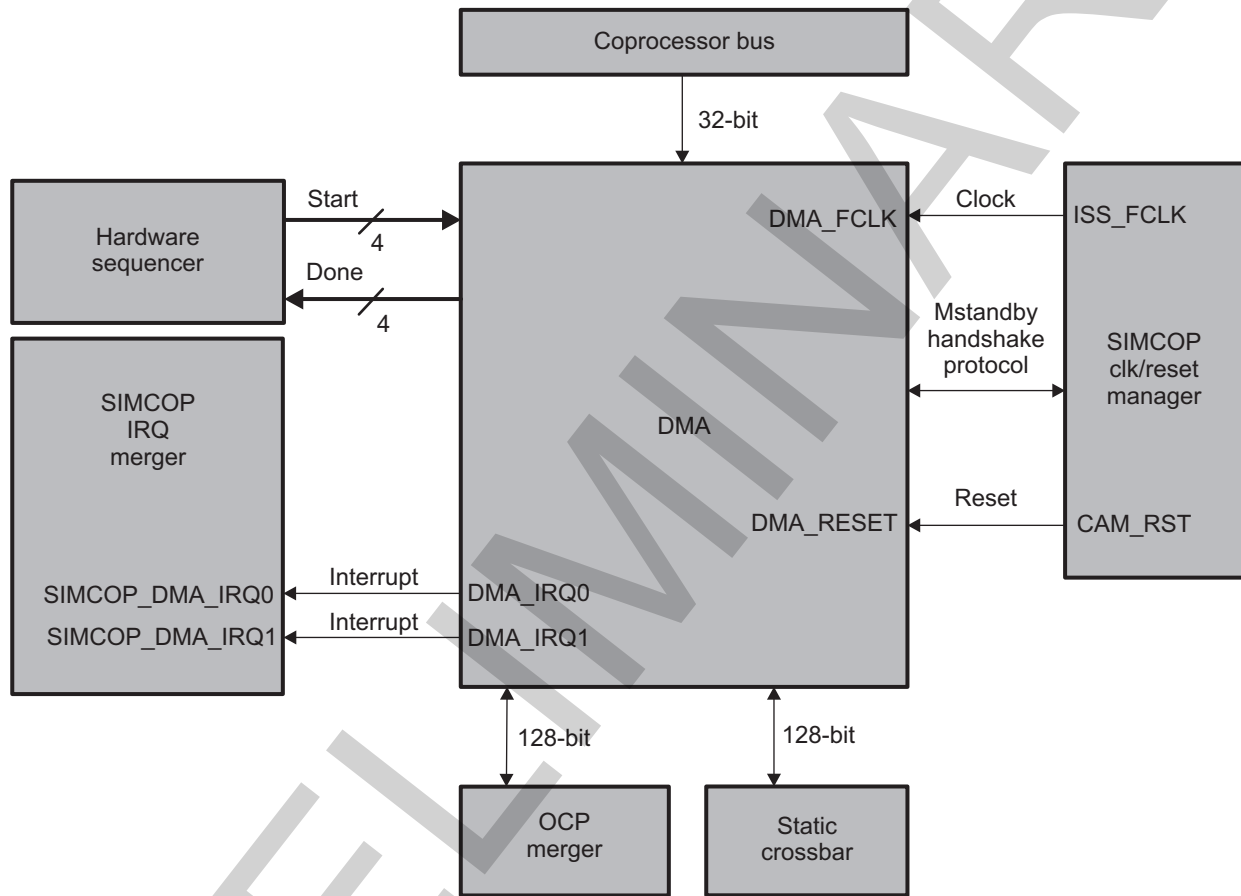 Coprocessor bus
32-bit
Hardware
sequencer
Start
4
Done
4
DMA_FCLK
Clock
ISS_FCLK
Mstandby
handshake
protocol
SIMCOP
clk/reset
manager
SIMCOP
IRQ
merger
DMA
DMA_RESET
Reset
CAM_RST
SIMCOP_DMA_IRQ0
Interrupt
DMA_IRQ0
SIMCOP_DMA_IRQ1
Interrupt
DMA_IRQ1
128-bit
128-bit
OCP
merger
Static
crossbar
ELIMINAR